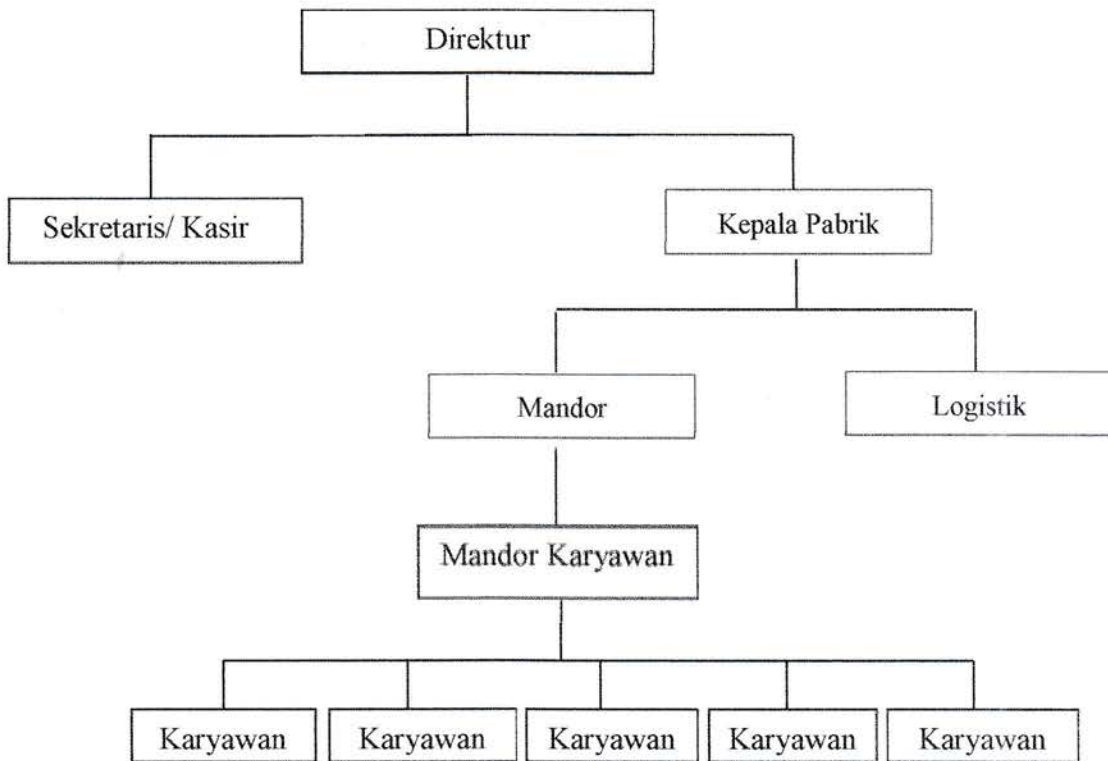 Direktur
Sekretaris/ Kasir
Kepala Pabrik
Mandor
Logistik
Mandor Karyawan
Karyawan
Karyawan
Karyawan
Karyawan
Karyawan